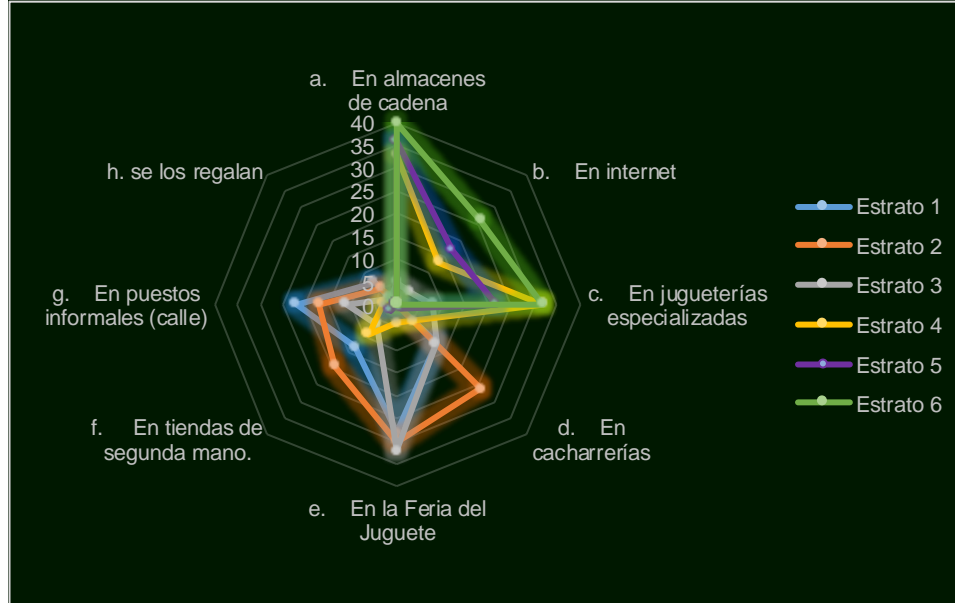 a. En almacenes
de cadena
40
35
30
25
20
15
10
5
0
h. se los regalan
b. En internet
g. En puestos
informales (calle)
c. En jugueterías
especializadas
f. En tiendas de
segunda mano.
d. En
cacharrerías
e. En la Feria del
Juguete
Estrato 1
Estrato 2
Estrato 3
Estrato 4
Estrato 5
Estrato 6